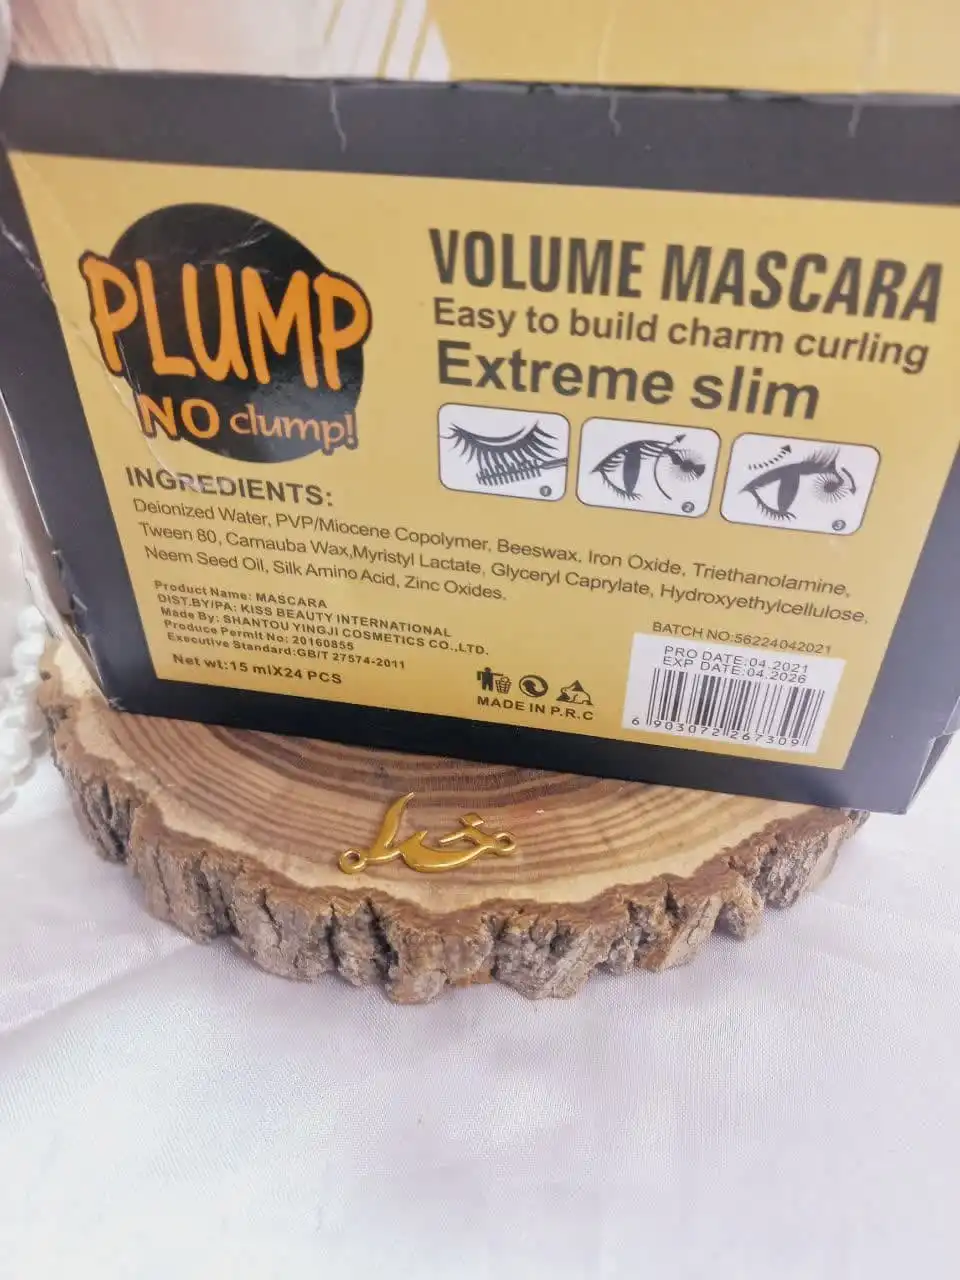 PLUMP
NO clump!
VOLUME MASCARA
Easy to build charm curling
Extreme slim
1
2
3
INGREDIENTS:
Deionized Water, PVP/Miocene Copolymer, Beeswax, Iron Oxide, Triethanolamine,
Tween 80, Carnauba Wax,Myristyl Lactate, Glyceryl Caprylate, Hydroxyethylcellulose,
Neem Seed Oil, Silk Amino Acid, Zinc Oxides.
Product Name: MASCARA
DIST.BY/PA: KISS BEAUTY INTERNATIONAL
Made By: SHANTOU YINGJI COSMETICS CO.,LTD.
Produce Permit No: 20160855
Executive Standard:GB/T 27574-2011
Net wt:15 mlX24 PCS
MADE IN P.R.C
BATCH NO:56224042021
PRO DATE:04.2021
EXP DATE:04.2026
6 903072 267309
خدا